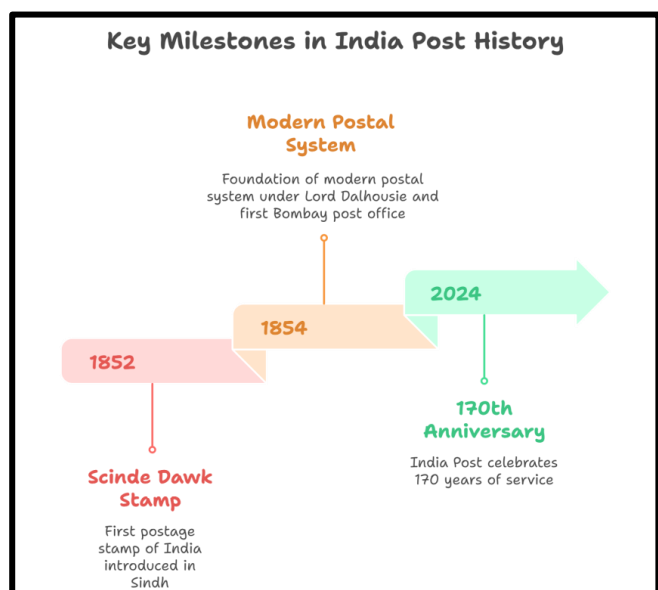 Key Milestones in India Post History
Modern Postal
System
Foundation of modern postal
system under Lord Dalhousie and
first Bombay post office
2024
1854
1852
170th
Anniversary
India Post celebrates
170 years of service
Scinde Dawk
Stamp
First postage
stamp of India
introduced in
Sindh